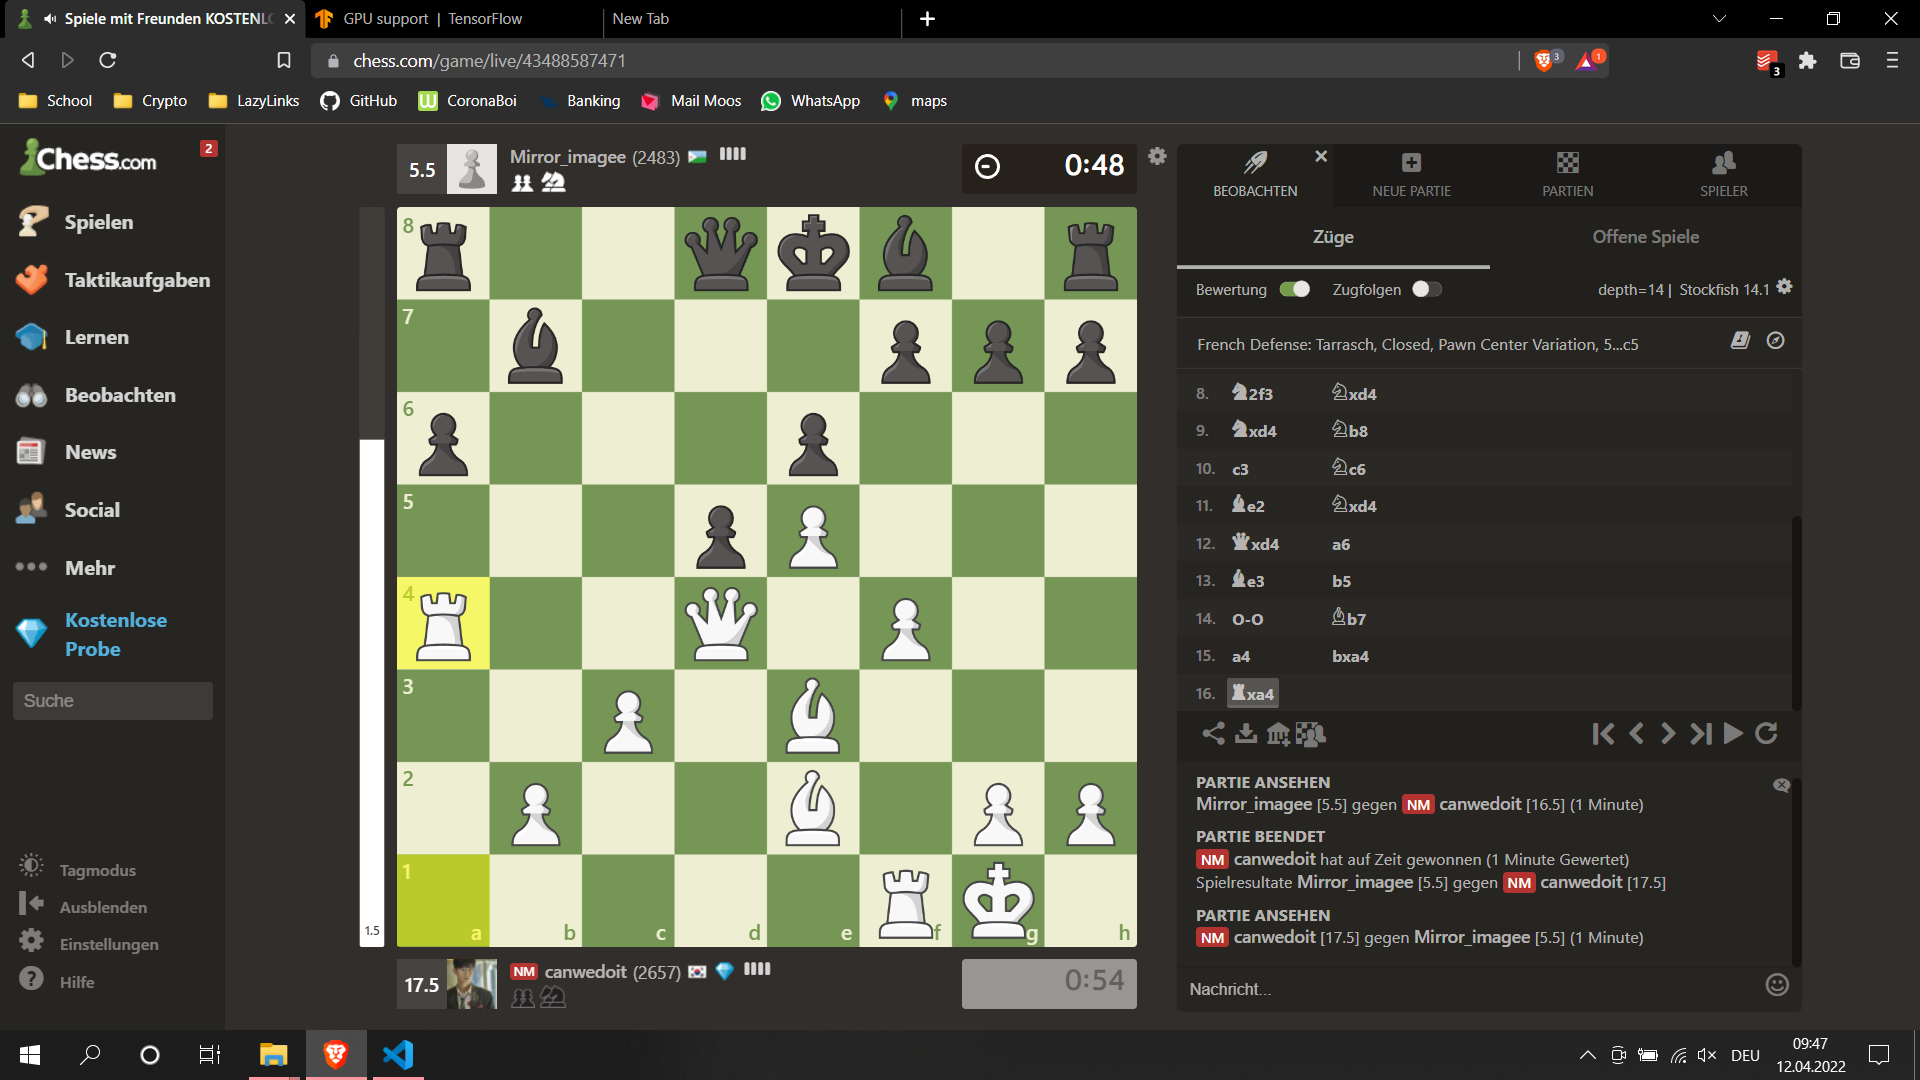 Spiele mit Freunden KOSTENLO
GPU support | TensorFlow
New Tab
chess.com/game/live/43488587471
3
1
3
School
Crypto
LazyLinks
GitHub
CoronaBoi
Banking
Mail Moos
WhatsApp
maps
Chess.com
2
Spielen
Taktikaufgaben
Lernen
Beobachten
News
Social
Mehr
Kostenlose
Probe
Suche
Tagmodus
Ausblenden
Einstellungen
Hilfe
5.5
Mirror_imagee (2483)
0:48
8
7
6
5
4
3
2
1
a b c d e f g h
1.5
17.5
NM canwedoit (2657)
0:54
BEOBACHTEN
NEUE PARTIE
PARTIEN
SPIELER
Züge
Offene Spiele
Bewertung
Zugfolgen
depth=14 | Stockfish 14.1
French Defense: Tarrasch, Closed, Pawn Center Variation, 5...c5
8. 2f3 xd4
9. xd4 b8
10. c3 c6
11. e2 xd4
12. xd4 a6
13. e3 b5
14. O-O b7
15. a4 bxa4
16. xa4
PARTIE ANSEHEN
Mirror_imagee [5.5] gegen NM canwedoit [16.5] (1 Minute)
PARTIE BEENDET
NM canwedoit hat auf Zeit gewonnen (1 Minute Gewertet)
Spielresultate Mirror_imagee [5.5] gegen NM canwedoit [17.5]
PARTIE ANSEHEN
NM canwedoit [17.5] gegen Mirror_imagee [5.5] (1 Minute)
Nachricht...
DEU
09:47
12.04.2022